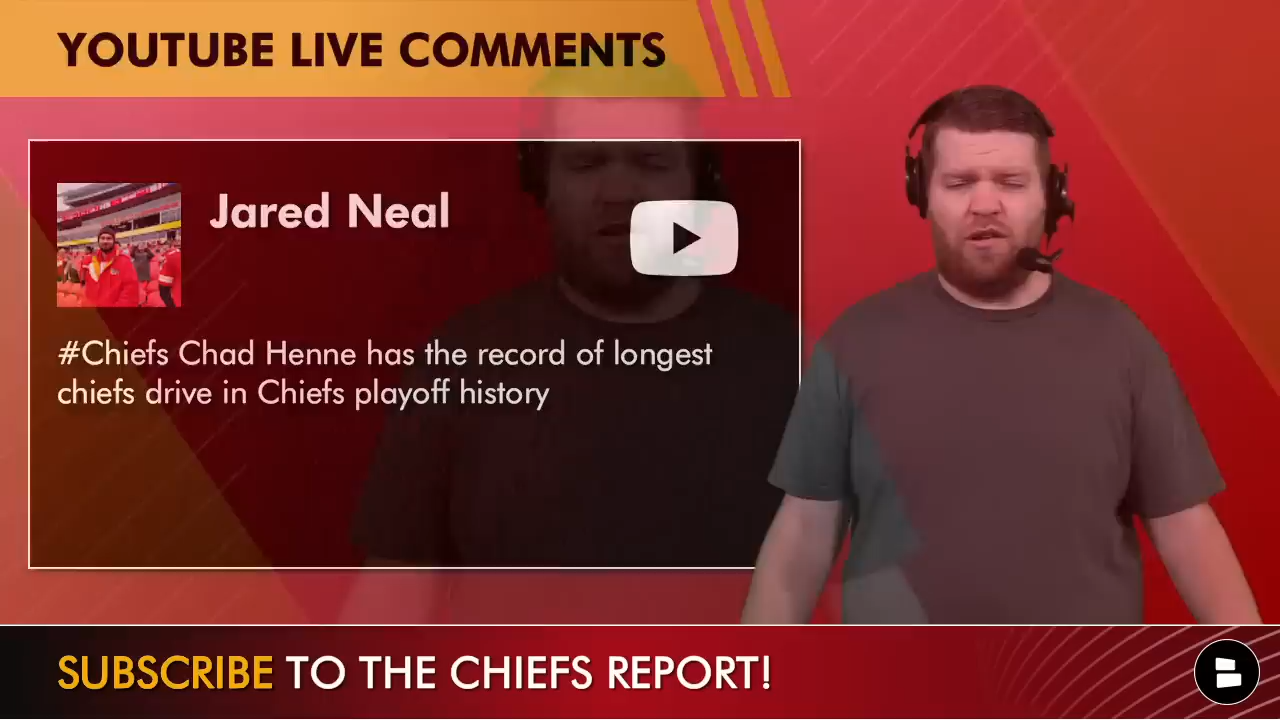 YOUTUBE LIVE COMMENTS
Jared Neal
#Chiefs Chad Henne has the record of longest
chiefs drive in Chiefs playoff history
SUBSCRIBE TO THE CHIEFS REPORT!